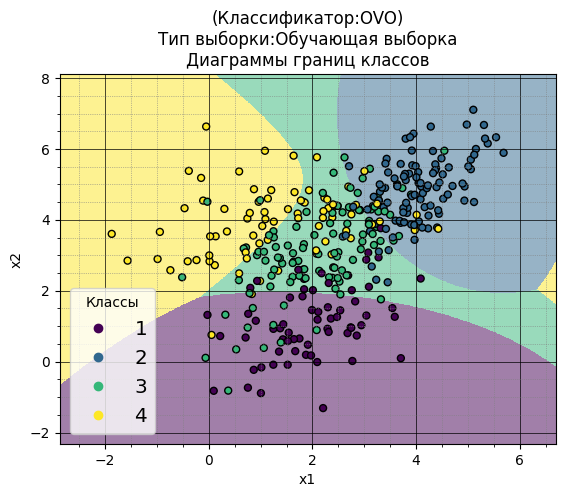 (Классификатор:OVO)
Тип выборки:Обучающая выборка
Диаграммы границ классов
8
6
4
2
0
−2
x2
Классы
1
2
3
4
−2 0 2 4 6
x1